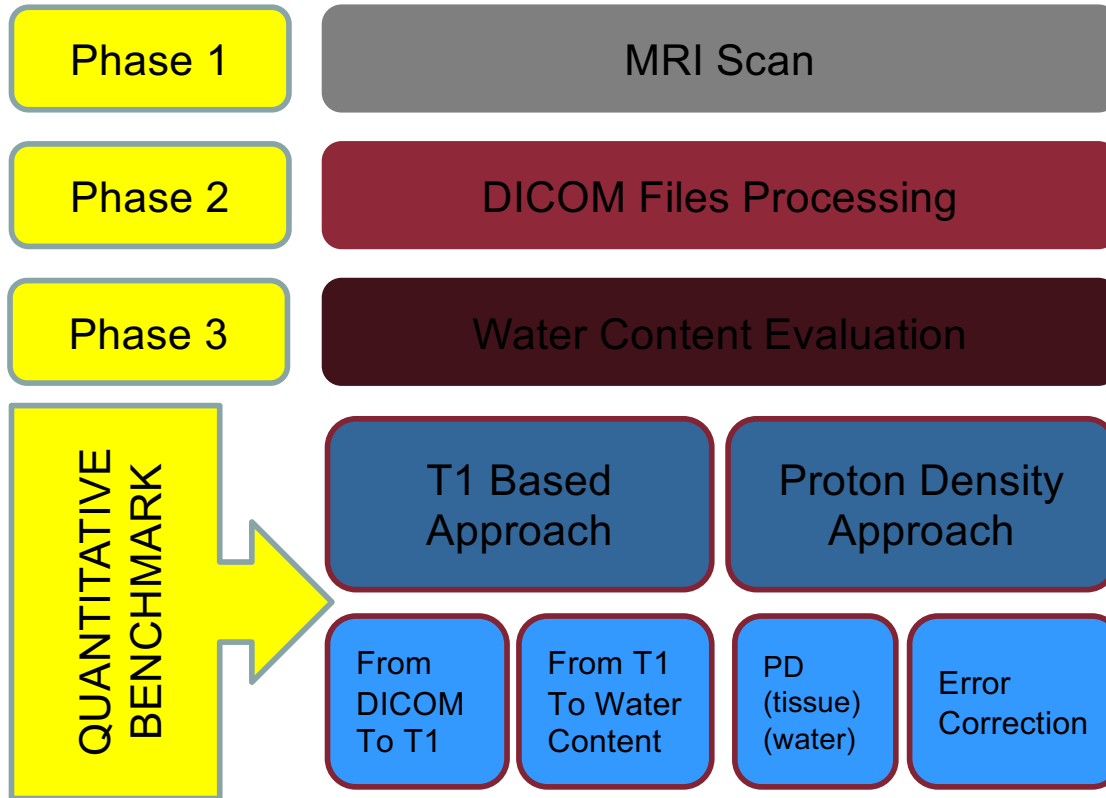 Phase 1
MRI Scan
Phase 2
DICOM Files Processing
Phase 3
Water Content Evaluation
QUANTITATIVE
BENCHMARK
T1 Based
Approach
Proton Density
Approach
From
DICOM
To T1
From T1
To Water
Content
PD
(tissue)
(water)
Error
Correction